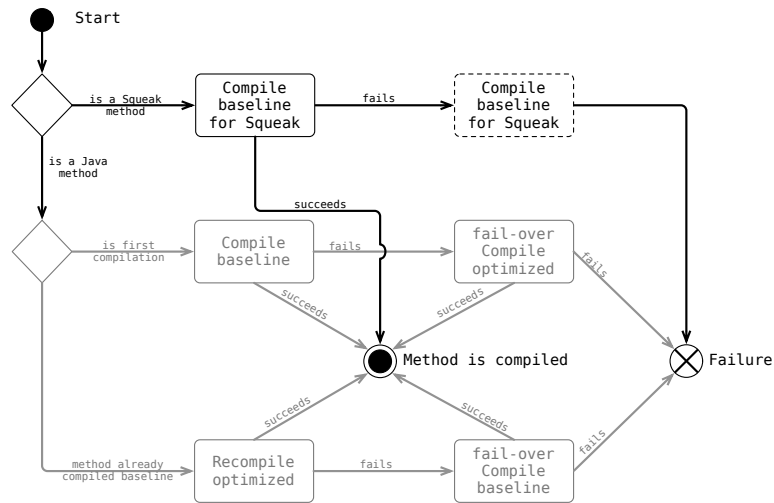 Start
is a Squeak
method
Compile
baseline
for Squeak
fails
Compile
baseline
for Squeak
is a Java
method
succeeds
is first
compilation
Compile
baseline
fails
fail-over
Compile
optimized
fails
succeeds
succeeds
Method is compiled
Failure
succeeds
succeeds
fails
method already
compiled baseline
Recompile
optimized
fails
fail-over
Compile
baseline